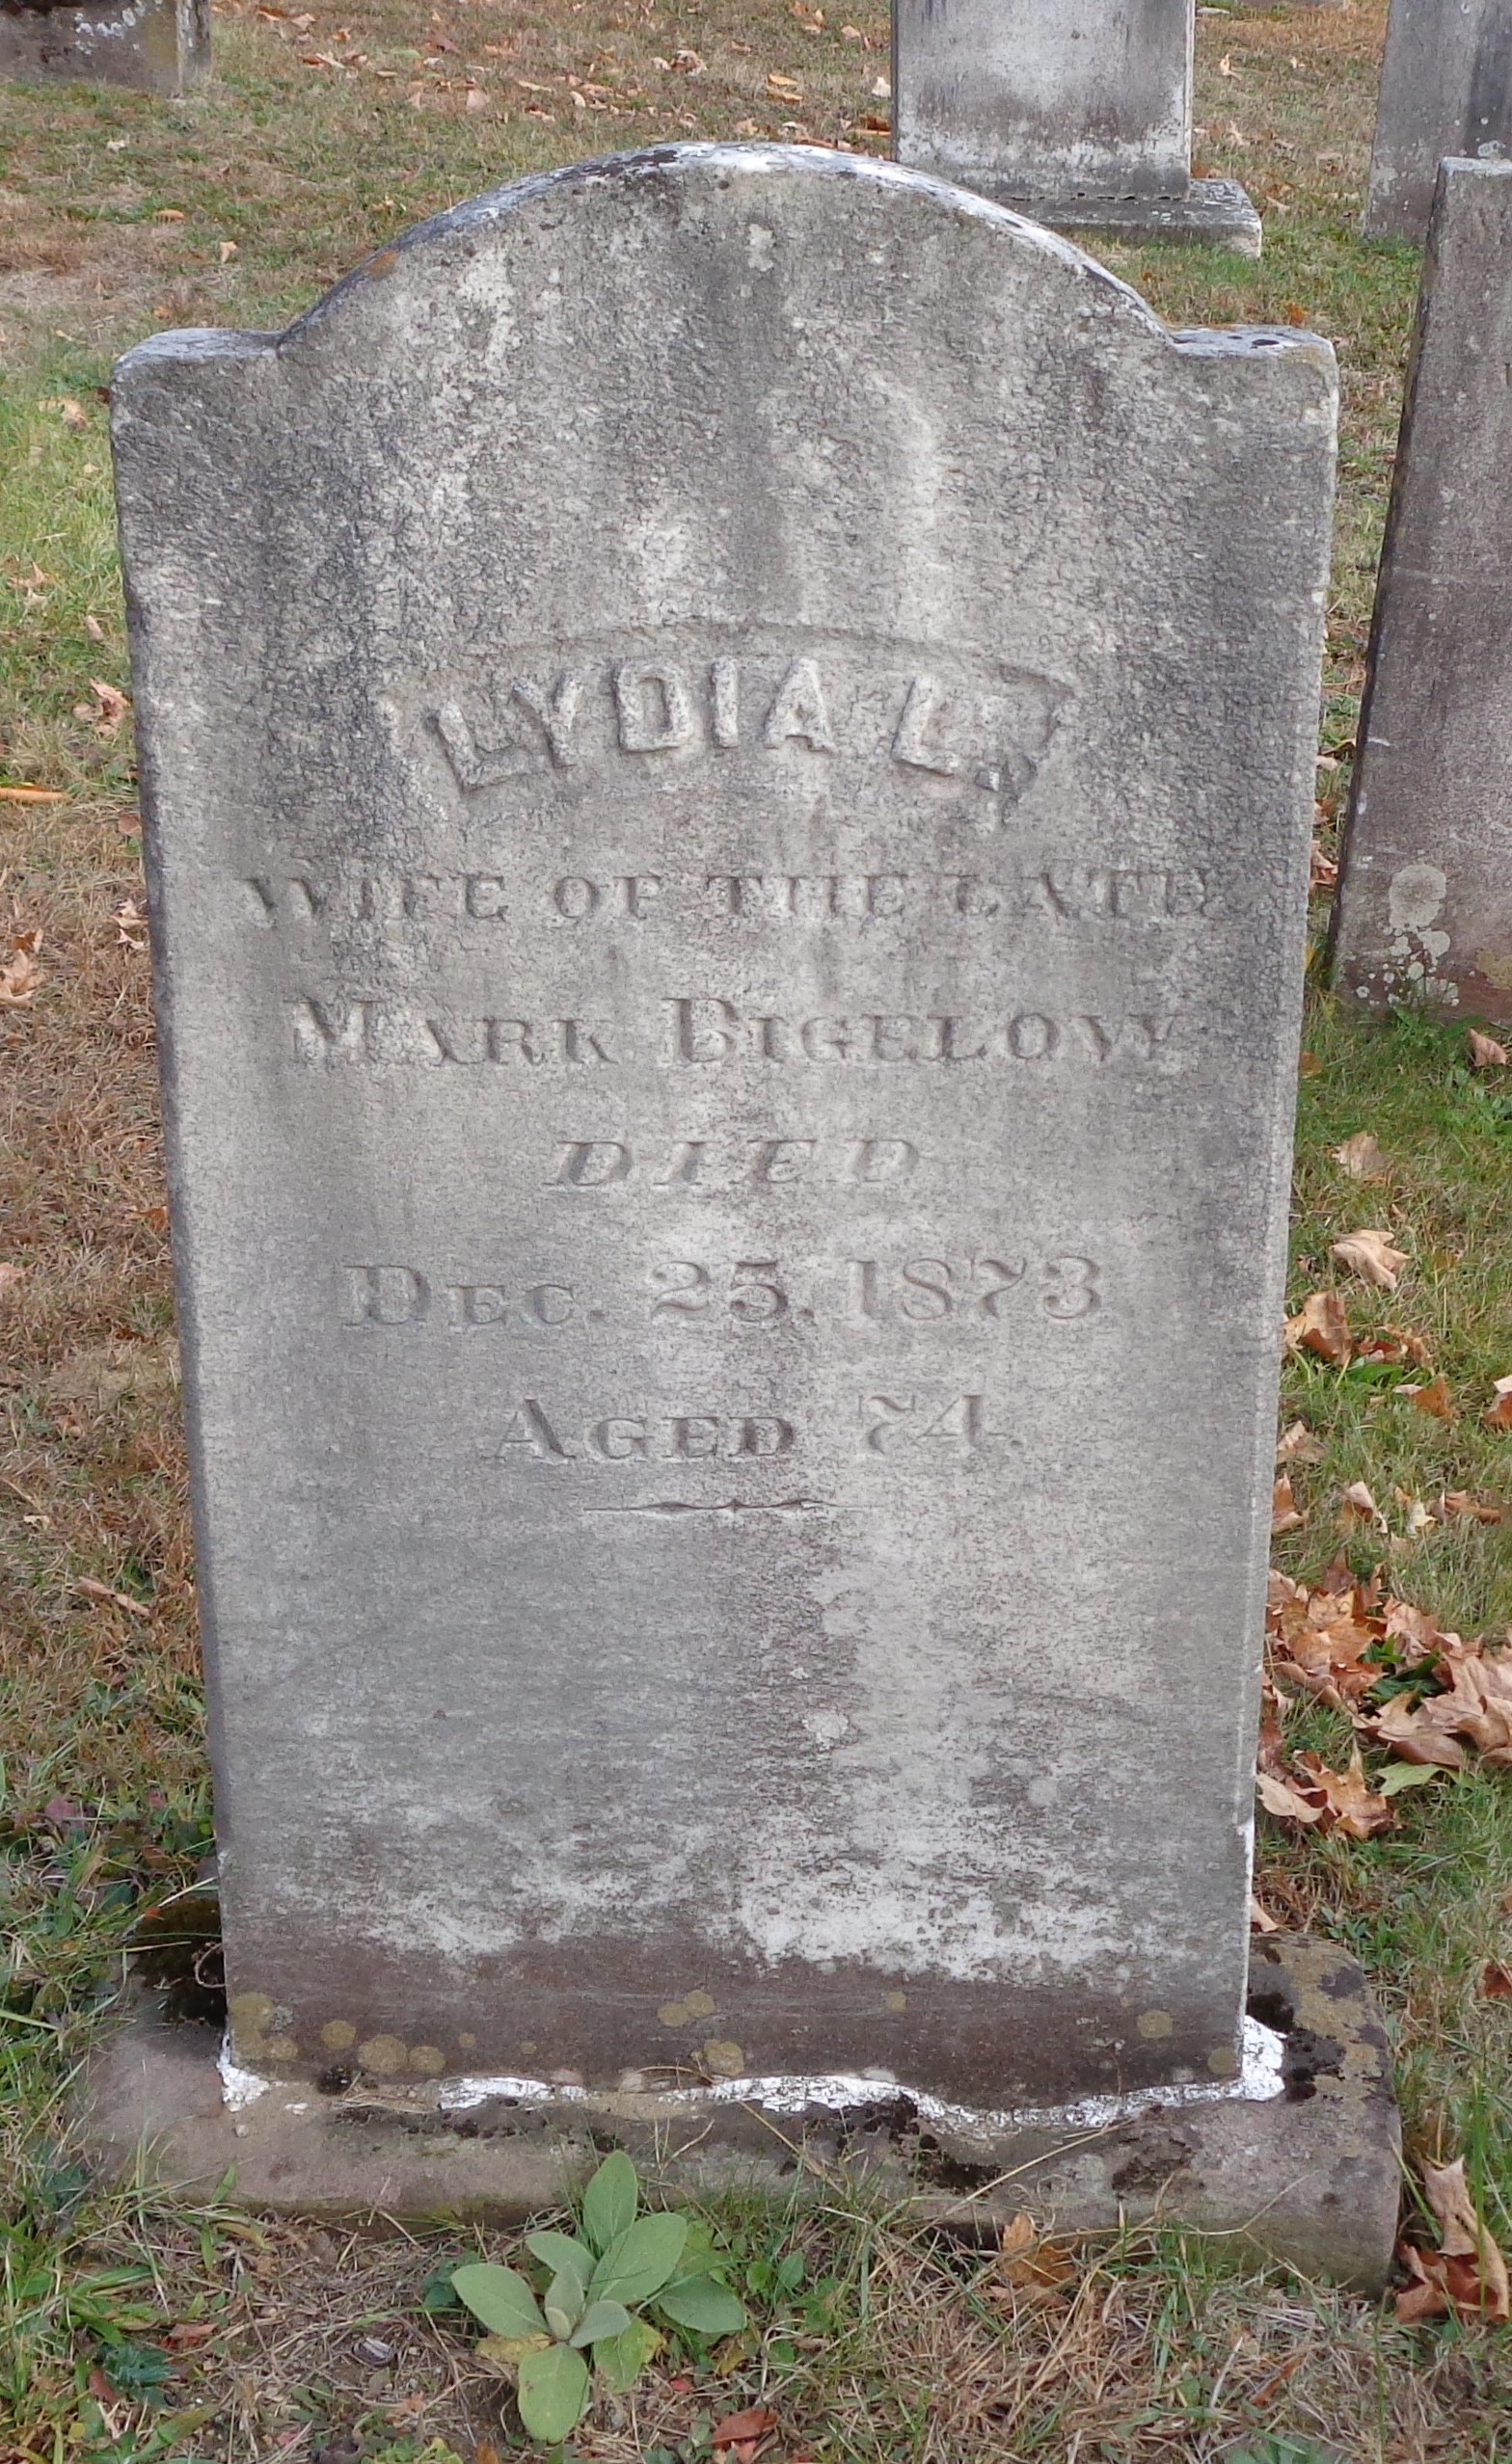 LYDIA L.,
WIFE OF THE LATE
MARK BIGELOW
DIED
DEC. 25, 1873
AGED 74.